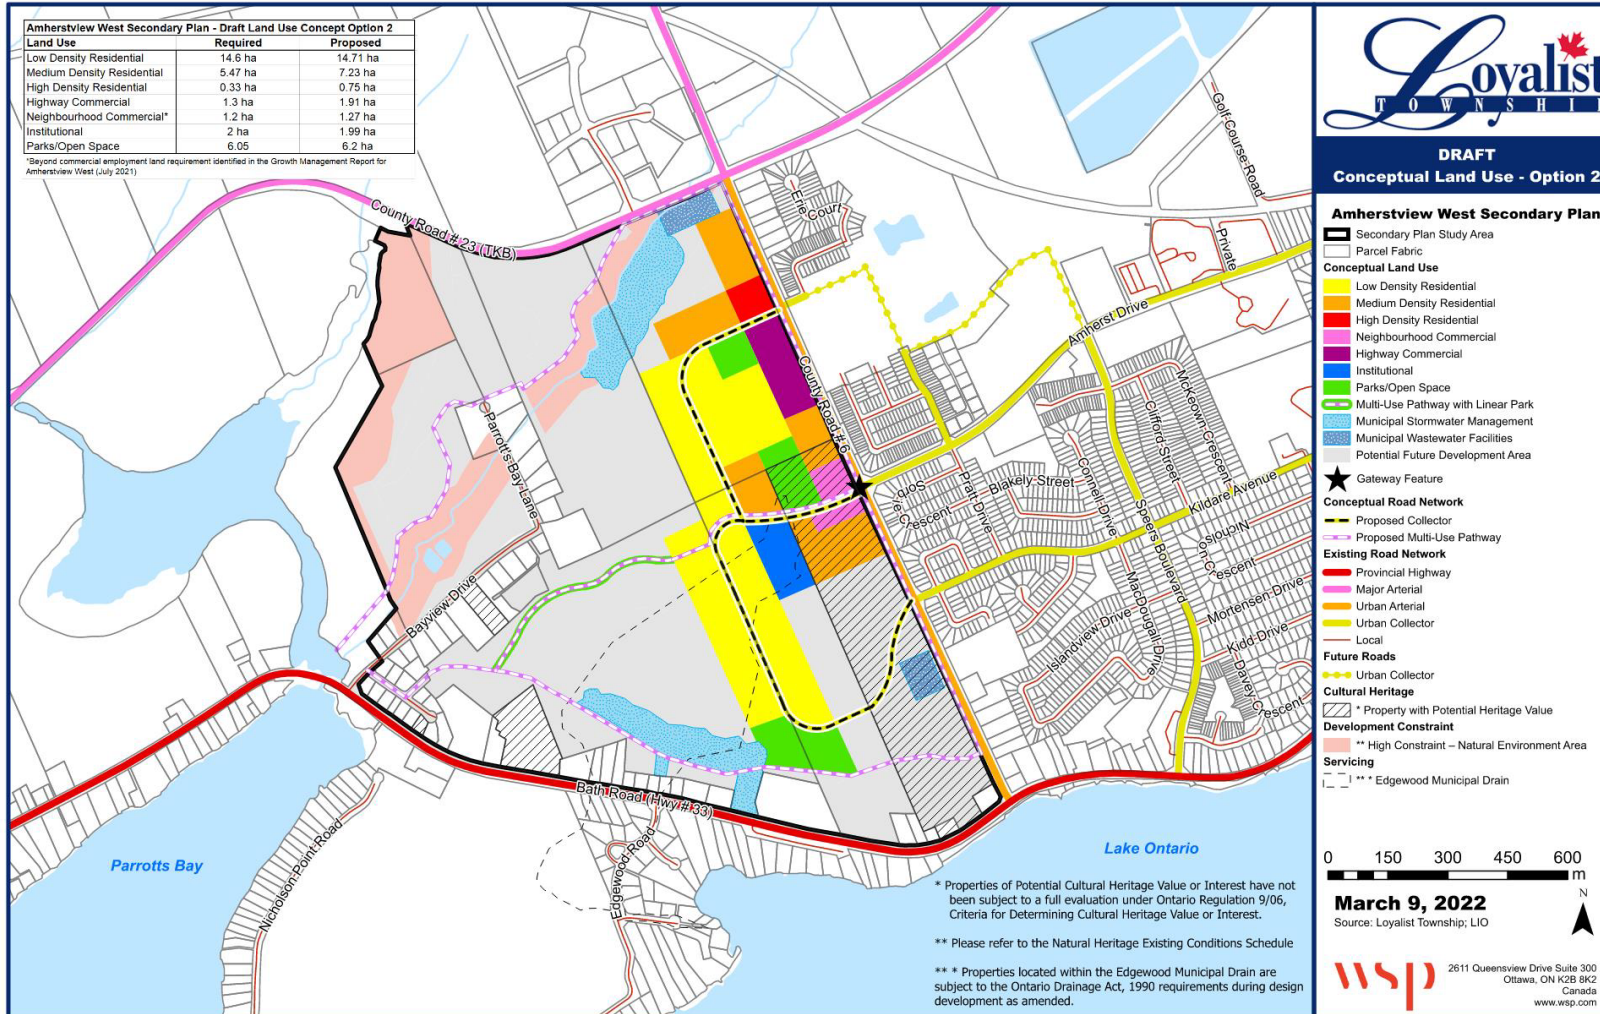 Amherstview West Secondary Plan - Draft Land Use Concept Option 2
Land Use Required Proposed
Low Density Residential 14.6 ha 14.71 ha
Medium Density Residential 5.47 ha 7.23 ha
High Density Residential 0.33 ha 0.75 ha
Highway Commercial 1.3 ha 1.91 ha
Neighbourhood Commercial* 1.2 ha 1.27 ha
Institutional 2 ha 1.99 ha
Parks/Open Space 6.05 6.2 ha
*Beyond commercial employment land requirement identified in the Growth Management Report for
Amherstview West (July 2021)
County Road # 23 (TKB)
Erie Court
Golf-Course-Road
Private
Amherst Drive
County Road # 6
McKeown-Crescent
Clifford-Street
Parrott's-Bay-Lane
Sorbye Crescent
Pratt-Drive
Blakely-Street
Connell-Drive
Speers-Boulevard
Kildare-Avenue
Nicholson-Crescent
Bayview-Drive
MacDougall-Drive
Mortensen-Drive
Islandview-Drive
Kidd-Drive
Davey-Crescent
Bath Road (Hwy # 33)
Nicholson-Point-Road
Edgewood-Road
Parrotts Bay
Lake Ontario
* Properties of Potential Cultural Heritage Value or Interest have not
been subject to a full evaluation under Ontario Regulation 9/06,
Criteria for Determining Cultural Heritage Value or Interest.
** Please refer to the Natural Heritage Existing Conditions Schedule
** * Properties located within the Edgewood Municipal Drain are
subject to the Ontario Drainage Act, 1990 requirements during design
development as amended.
Loyalist
TOWNSHI
DRAFT
Conceptual Land Use - Option 2
Amherstview West Secondary Plan
Secondary Plan Study Area
Parcel Fabric
Conceptual Land Use
Low Density Residential
Medium Density Residential
High Density Residential
Neighbourhood Commercial
Highway Commercial
Institutional
Parks/Open Space
Multi-Use Pathway with Linear Park
Municipal Stormwater Management
Municipal Wastewater Facilities
Potential Future Development Area
Gateway Feature
Conceptual Road Network
Proposed Collector
Proposed Multi-Use Pathway
Existing Road Network
Provincial Highway
Major Arterial
Urban Arterial
Urban Collector
Local
Future Roads
Urban Collector
Cultural Heritage
* Property with Potential Heritage Value
Development Constraint
** High Constraint – Natural Environment Area
Servicing
** * Edgewood Municipal Drain
0 150 300 450 600
m
N
March 9, 2022
Source: Loyalist Township; LIO
wsp
2611 Queensview Drive Suite 300
Ottawa, ON K2B 8K2
Canada
www.wsp.com